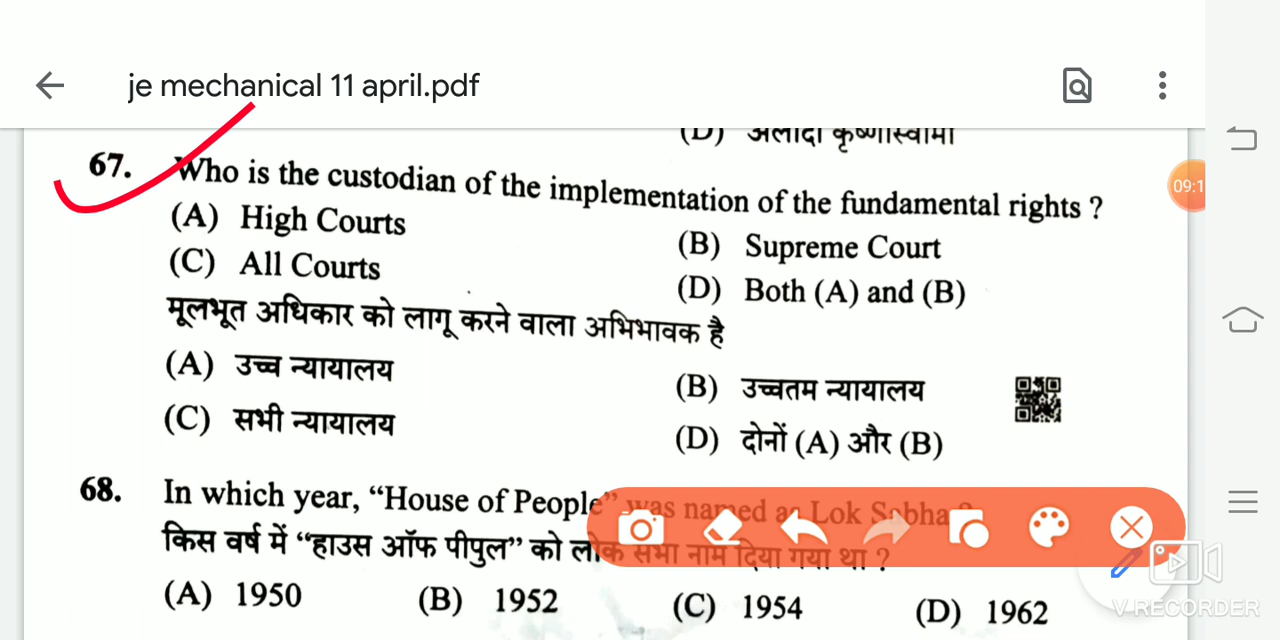 je mechanical 11 april.pdf
(D) अलादी कृष्णास्वामी
67. Who is the custodian of the implementation of the fundamental rights ?
(A) High Courts
(B) Supreme Court
(C) All Courts
(D) Both (A) and (B)
मूलभूत अधिकार को लागू करने वाला अभिभावक है
(A) उच्च न्यायालय
(B) उच्चतम न्यायालय
(C) सभी न्यायालय
(D) दोनों (A) और (B)
68. In which year, “House of People” was named as Lok Sabha ?
किस वर्ष में “हाउस ऑफ पीपुल” को लोक सभा नाम दिया गया था ?
(A) 1950 (B) 1952 (C) 1954 (D) 1962
09:1
V RECORDER